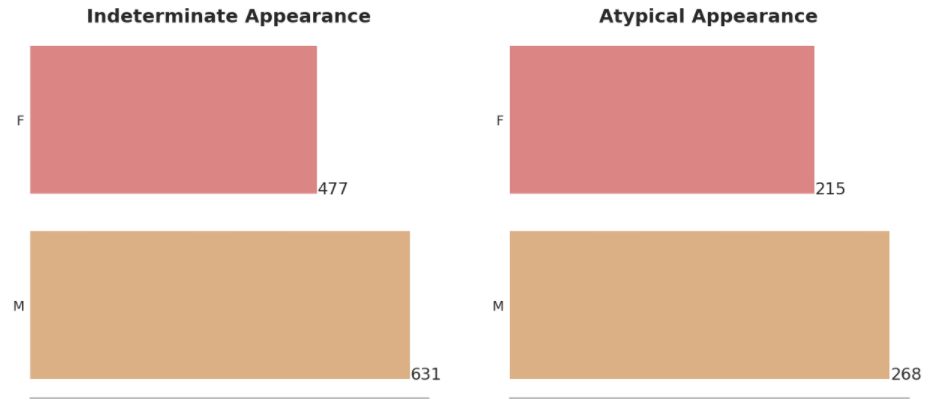 Indeterminate Appearance
F
477
M
631
Atypical Appearance
F
215
M
268